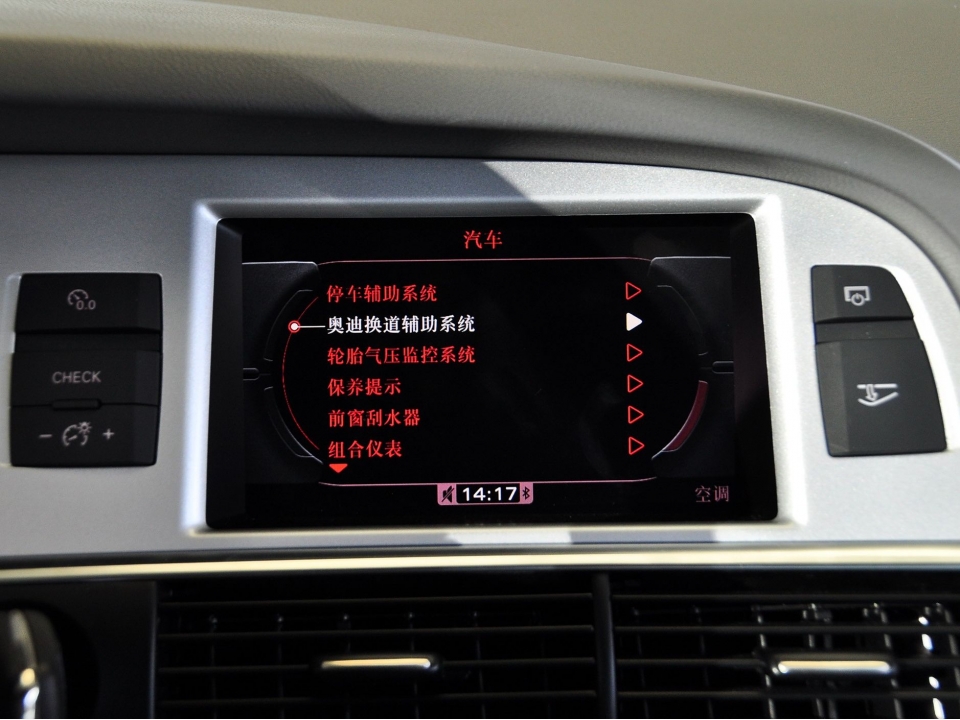 汽车
停车辅助系统
奥迪换道辅助系统
轮胎气压监控系统
保养提示
前窗刮水器
组合仪表
14:17
空调
0.0
CHECK
- +